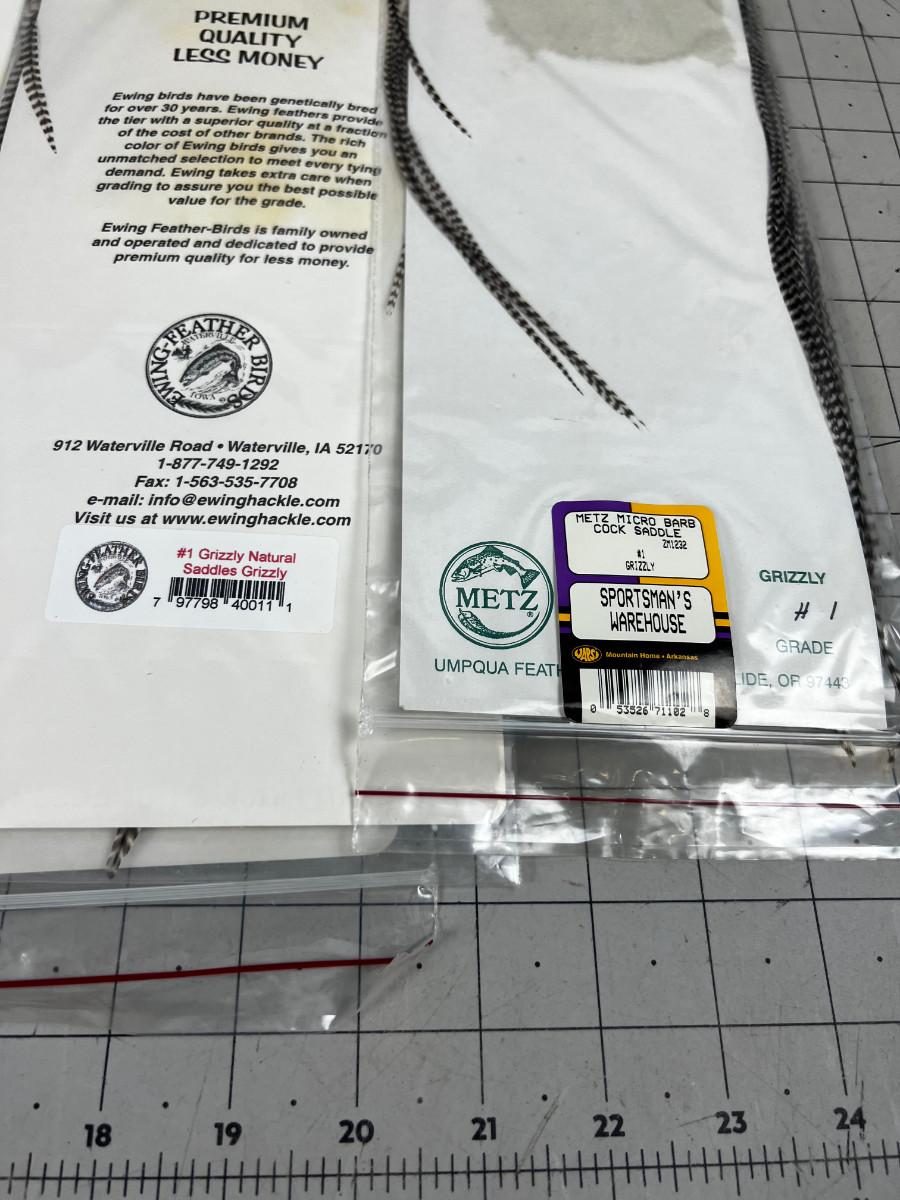 PREMIUM
QUALITY
LESS MONEY
Ewing birds have been genetically bred
for over 30 years. Ewing feathers provide
the tier with a superior quality at a fraction
of the cost of other brands. The rich
color of Ewing birds gives you an
unmatched selection to meet every tying
demand. Ewing takes extra care when
grading to assure you the best possible
value for the grade.
Ewing Feather-Birds is family owned
and operated and dedicated to provide
premium quality for less money.
EWING-FEATHER BIRDS
WATERVILLE
IOWA
912 Waterville Road • Waterville, IA 52170
1-877-749-1292
Fax: 1-563-535-7708
e-mail: info@ewinghackle.com
Visit us at www.ewinghackle.com
EWING-FEATHER BIRDS
#1 Grizzly Natural
Saddles Grizzly
7 97798 40011 1
METZ®
UMPQUA FEATH
IDE, OR 97443
METZ MICRO BARB
COCK SADDLE
ZM1232
#1
GRIZZLY
SPORTSMAN'S
WAREHOUSE
WAPSI Mountain Home • Arkansas
0 53526 71102 8
GRIZZLY
# 1
GRADE
18 19 20 21 22 23 24